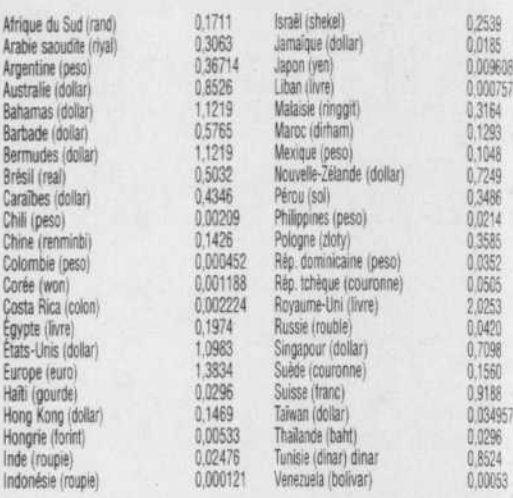 Afrique du Sud (rand) 0,1711
Arabie saoudite (riyal) 0,3063
Argentine (peso) 0,36714
Australie (dollar) 0,8526
Bahamas (dollar) 1,1219
Barbade (dollar) 0,5765
Bermudes (dollar) 1,1219
Brésil (real) 0,5032
Caraïbes (dollar) 0,4346
Chili (peso) 0.00209
Chine (renminbi) 0,1426
Colombie (peso) 0,000452
Corée (won) 0,001188
Costa Rica (colon) 0,002224
Égypte (livre) 0,1974
États-Unis (dollar) 1,0983
Europe (euro) 1,3834
Haïti (gourde) 0,0296
Hong Kong (dollar) 0,1469
Hongrie (forint) 0,00533
Inde (roupie) 0,02476
Indonésie (roupie) 0,000121
Israël (shekel) 0,2539
Jamaïque (dollar) 0,0185
Japon (yen) 0,009608
Liban (livre) 0,000757
Malaisie (ringgit) 0,3164
Maroc (dirham) 0,1293
Mexique (peso) 0,1048
Nouvelle-Zélande (dollar) 0,7249
Pérou (sol) 0,3486
Philippines (peso) 0,0214
Pologne (zloty) 0,3585
Rép. dominicaine (peso) 0,0352
Rép. tchèque (couronne) 0,0505
Royaume-Uni (livre) 2,0253
Russie (rouble) 0,0420
Singapour (dollar) 0,7098
Suède (couronne) 0,1560
Suisse (franc) 0,9188
Taïwan (dollar) 0,034957
Thaïlande (baht) 0,0296
Tunisie (dinar) dinar 0,8524
Venezuela (bolivar) 0,00053